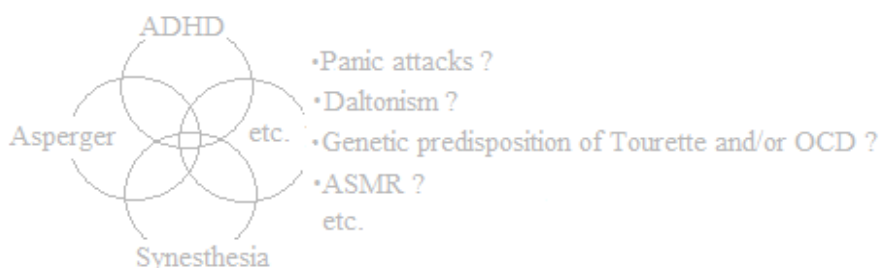 ADHD
Asperger
etc.
Synesthesia
•Panic attacks ?
•Daltonism ?
•Genetic predisposition of Tourette and/or OCD ?
•ASMR ?
etc.